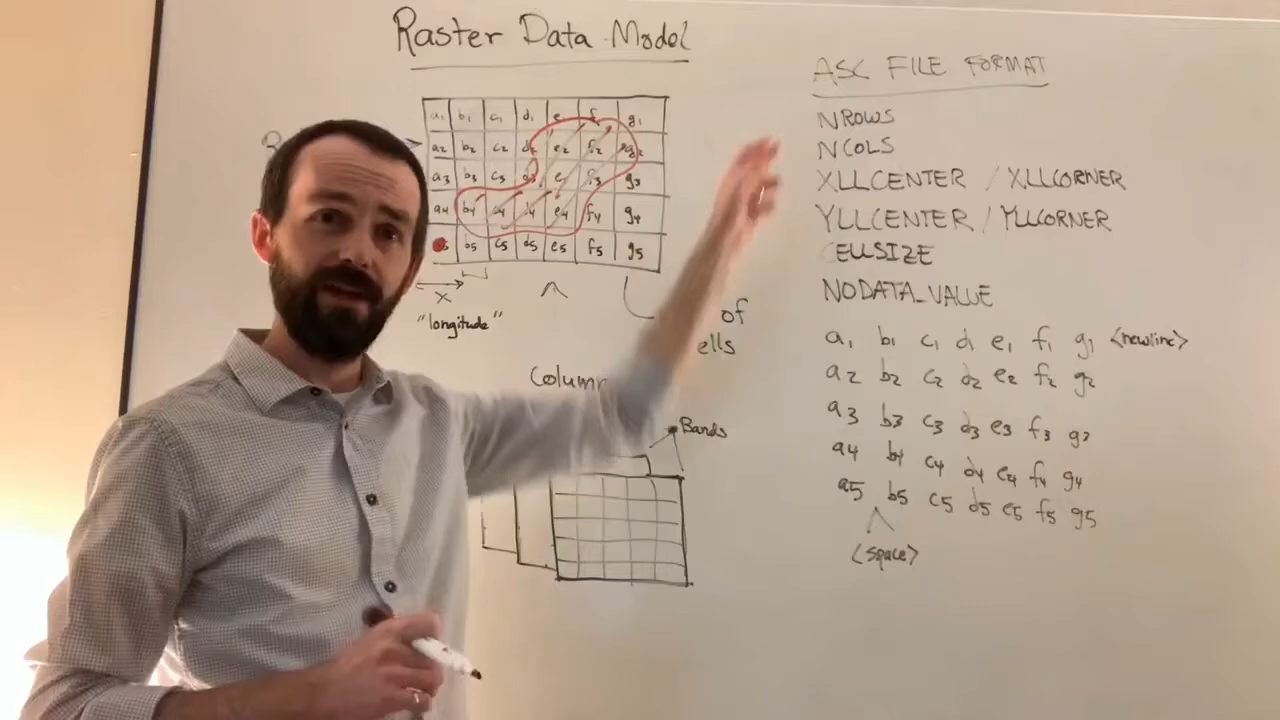 Raster Data Model
a1 b1 c1 d1 e f g1
a2 b2 c2 d2 e2 f2 g2
a3 b3 c3 d3 e f3 g3
a4 b4 c4 d4 e4 f4 g4
b5 c5 d5 e5 f5 g5
x
"longitude"
of
ells
Column
Bands
ASC FILE FORMAT
NROWS
NCOLS
XLLCENTER / XLLCORNER
YLLCENTER / YLLCORNER
CELLSIZE
NODATA_VALUE
a1 b1 c1 d1 e1 f1 g1 <newline>
a2 b2 c2 d2 e2 f2 g2
a3 b3 c3 d3 e3 f3 g3
a4 b4 c4 d4 e4 f4 g4
a5 b5 c5 d5 e5 f5 g5
<space>